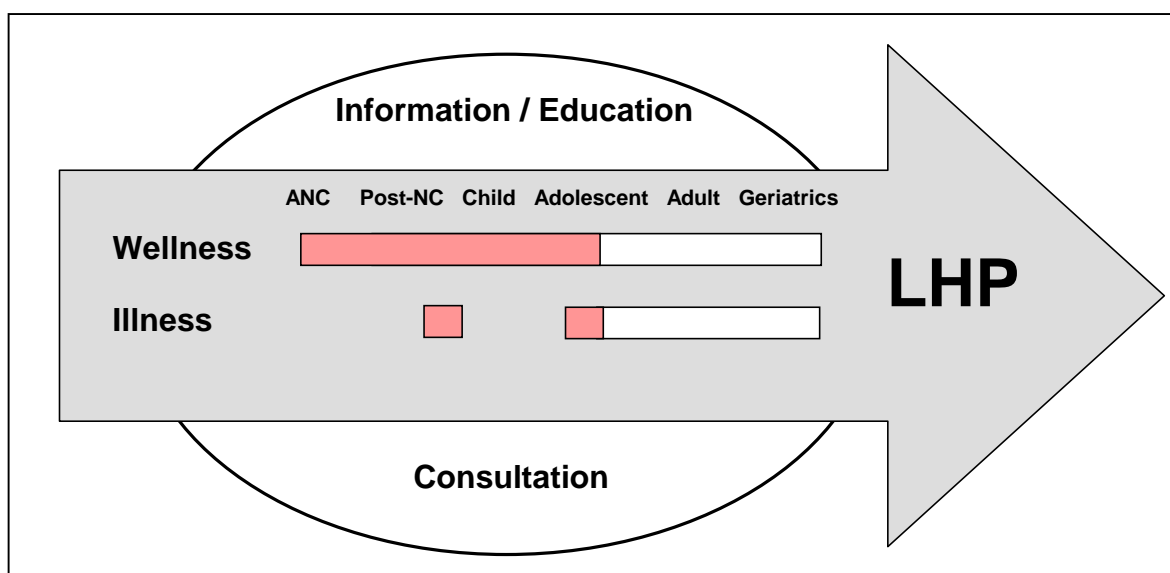 Information / Education
ANC Post-NC Child Adolescent Adult Geriatrics
Wellness
LHP
Illness
Consultation